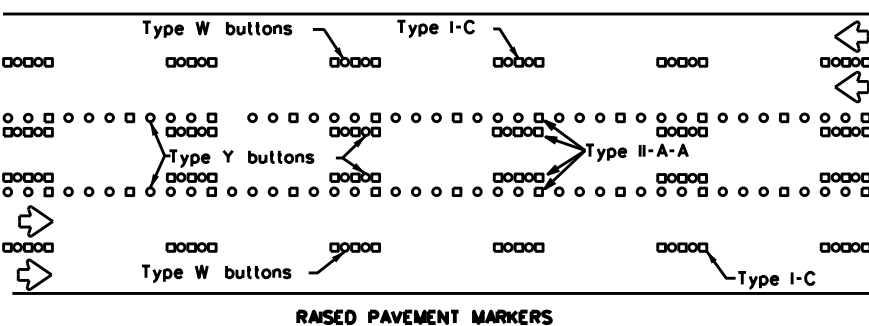 Type W buttons
Type I-C
Type Y buttons
Type II-A-A
Type W buttons
Type I-C
RAISED PAVEMENT MARKERS